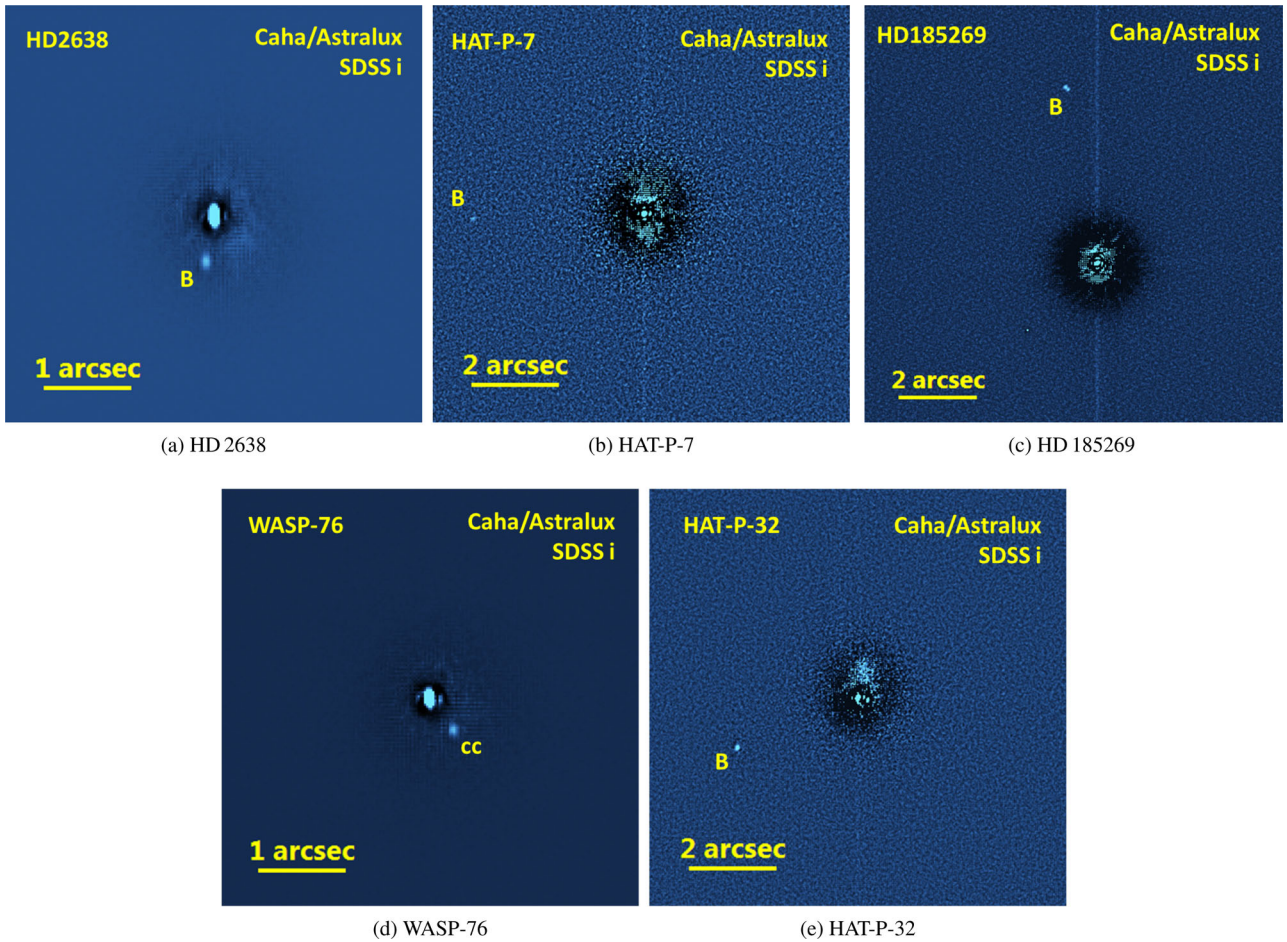 HD2638
Caha/Astralux
SDSS i
B
1 arcsec
(a) HD 2638
HAT-P-7
Caha/Astralux
SDSS i
B
2 arcsec
(b) HAT-P-7
HD185269
Caha/Astralux
SDSS i
B
2 arcsec
(c) HD 185269
WASP-76
Caha/Astralux
SDSS i
cc
1 arcsec
(d) WASP-76
HAT-P-32
Caha/Astralux
SDSS i
B
2 arcsec
(e) HAT-P-32